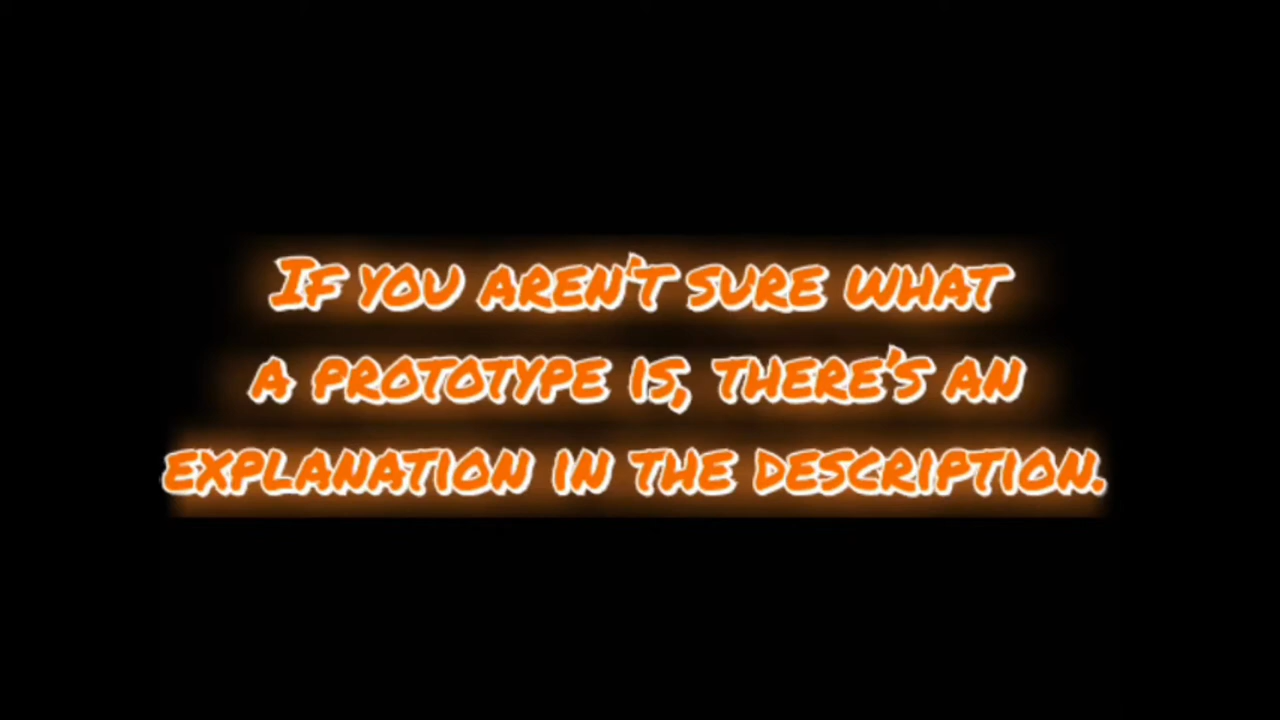 If you aren't sure what
a prototype is, there's an
explanation in the description.